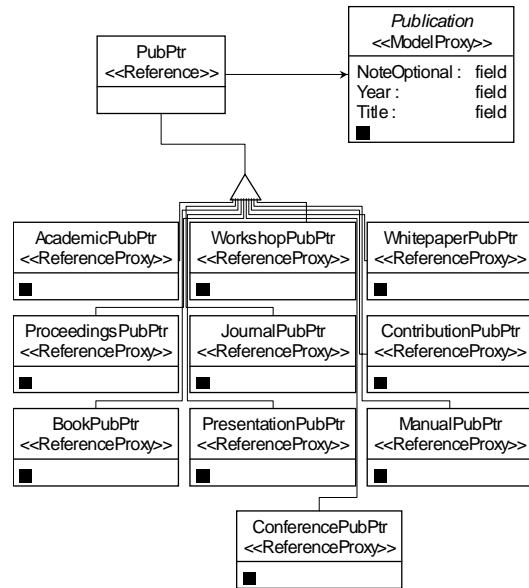 PubPtr
<<Reference>>
Publication
<<ModelProxy>>
NoteOptional : field
Year : field
Title : field
AcademicPubPtr
<<ReferenceProxy>>
WorkshopPubPtr
<<ReferenceProxy>>
WhitepaperPubPtr
<<ReferenceProxy>>
ProceedingsPubPtr
<<ReferenceProxy>>
JournalPubPtr
<<ReferenceProxy>>
ContributionPubPtr
<<ReferenceProxy>>
BookPubPtr
<<ReferenceProxy>>
PresentationPubPtr
<<ReferenceProxy>>
ManualPubPtr
<<ReferenceProxy>>
ConferencePubPtr
<<ReferenceProxy>>